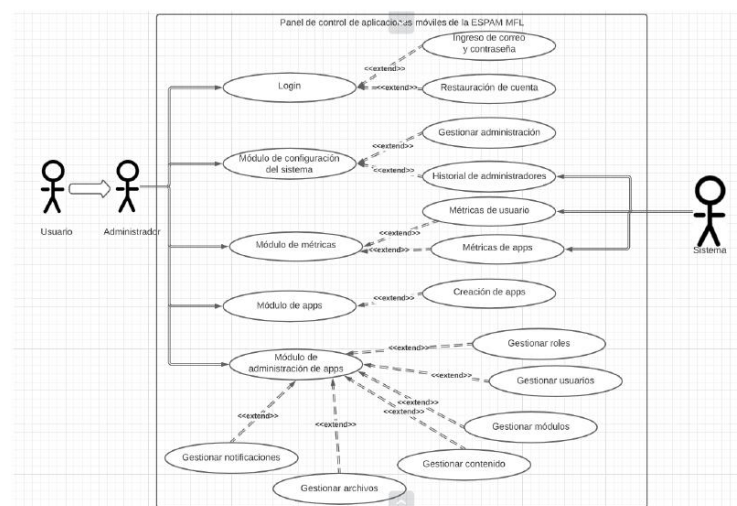 Panel de control de aplicaciones móviles de la ESPAM MFL
Ingreso de correo
y contraseña
<<extend>>
Login
<<extend>>
Restauración de cuenta
Gestionar administración
<<extend>>
Módulo de configuración
del sistema
<<extend>>
Historial de administradores
Usuario
Administrador
Métricas de usuario
<<extend>>
Módulo de métricas
<<extend>>
Métricas de apps
Sistema
Creación de apps
<<extend>>
Módulo de apps
Gestionar roles
<<extend>>
Módulo de
administración de apps
<<extend>>
Gestionar usuarios
<<extend>>
<<extend>>
<<extend>>
<<extend>>
Gestionar módulos
Gestionar notificaciones
Gestionar contenido
Gestionar archivos